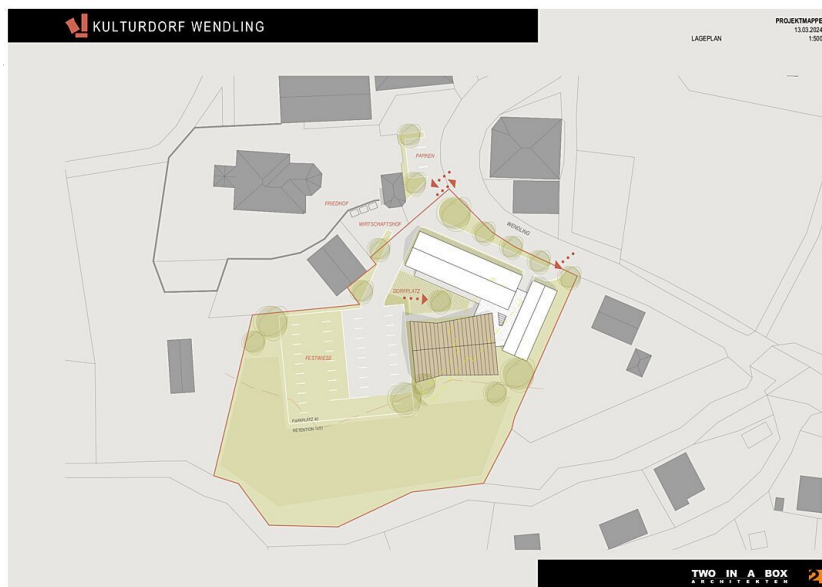 KULTURDORF WENDLING
PROJEKTMAPPE
13.03.2024
LAGEPLAN
1:500
PARKEN
FRIEDHOF
WIRTSCHAFTSHOF
WENDLING
DORFPLATZ
FESTWIESE
TWO IN A BOX
ARCHITEKTEN